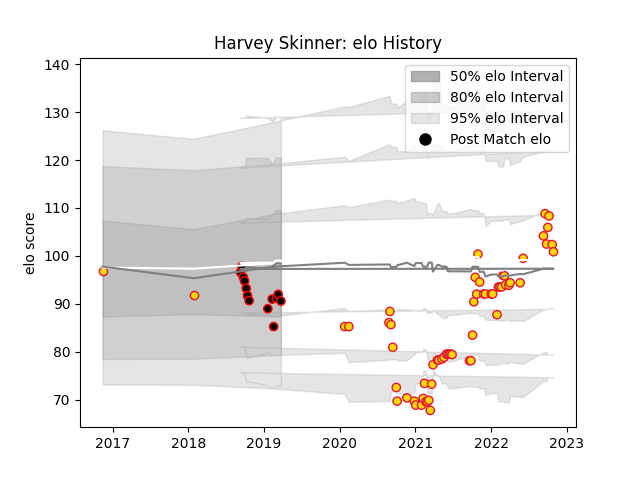 Harvey Skinner: elo History
50% elo Interval
80% elo Interval
95% elo Interval
Post Match elo
elo score
140
130
120
110
100
90
80
70
2017 2018 2019 2020 2021 2022 2023